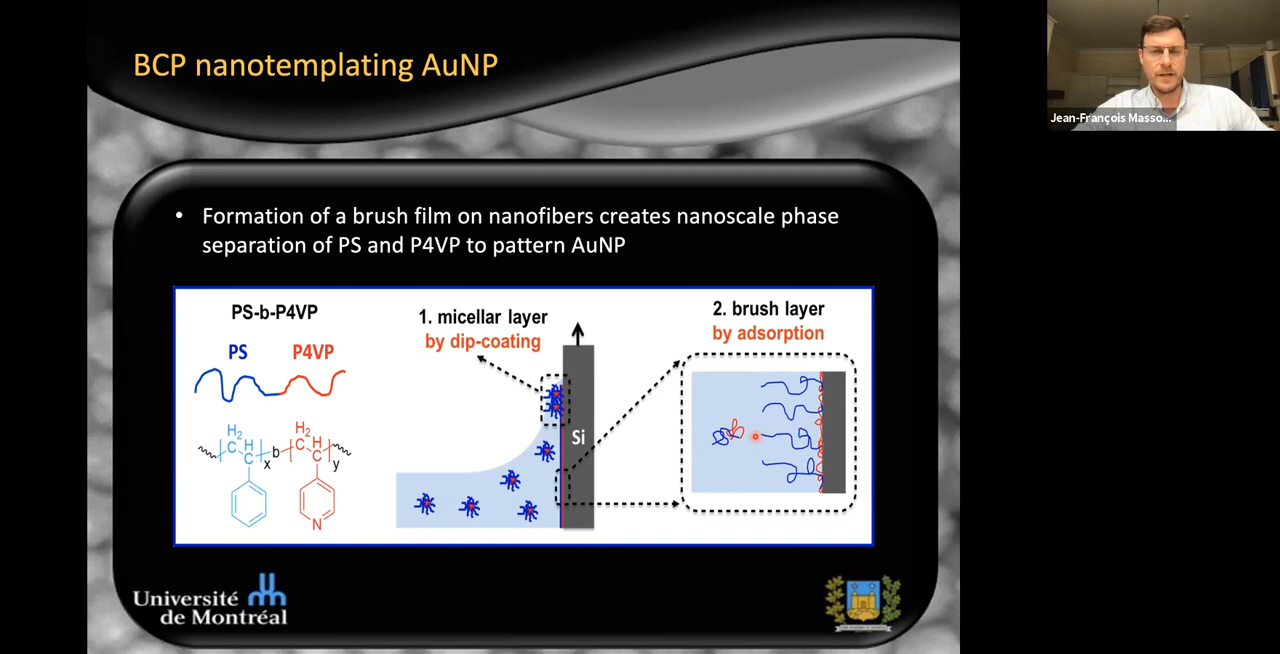 BCP nanotemplating AuNP
Jean-François Masso...
• Formation of a brush film on nanofibers creates nanoscale phase
separation of PS and P4VP to pattern AuNP
PS-b-P4VP
PS P4VP
H2
C H
C
x
b
H2
C H
C
y
N
1. micellar layer
by dip-coating
Si
2. brush layer
by adsorption
Université
de Montréal